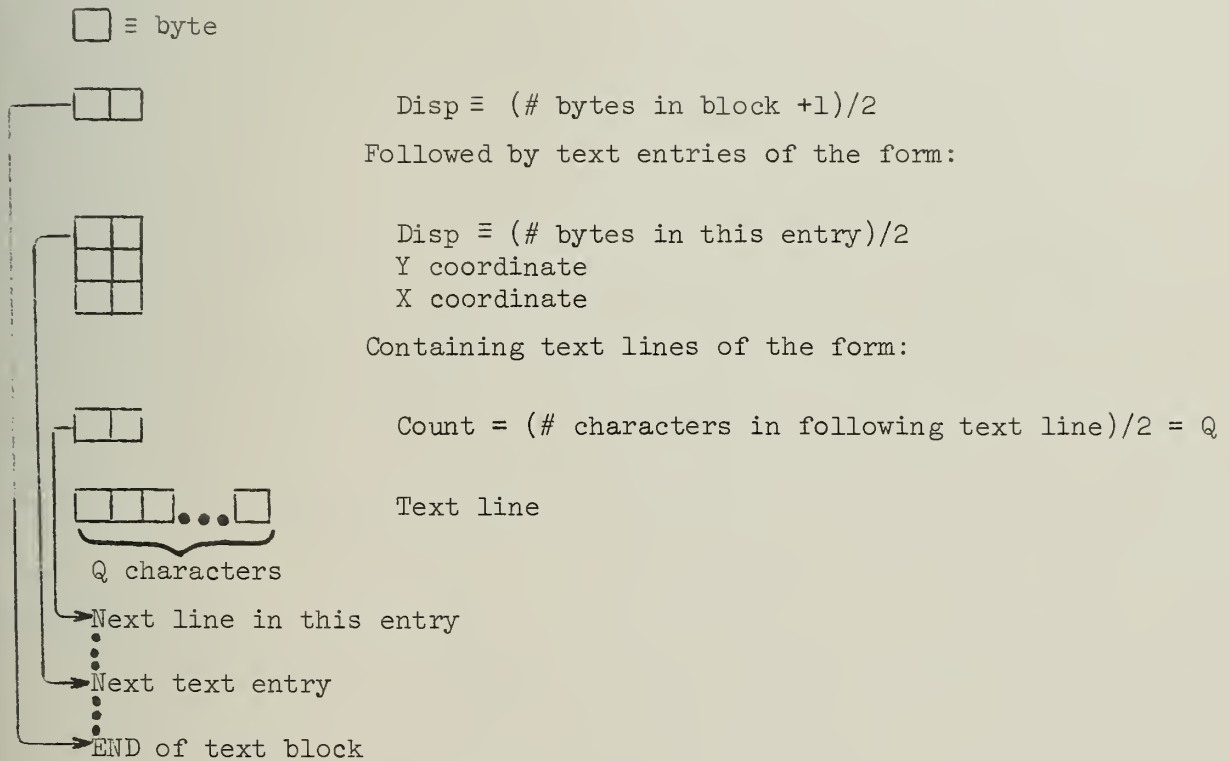 ≡ byte
Disp ≡ (# bytes in block +1)/2
Followed by text entries of the form:
Disp ≡ (# bytes in this entry)/2
Y coordinate
X coordinate
Containing text lines of the form:
Count = (# characters in following text line)/2 = Q
Text line
Q characters
Next line in this entry
Next text entry
END of text block